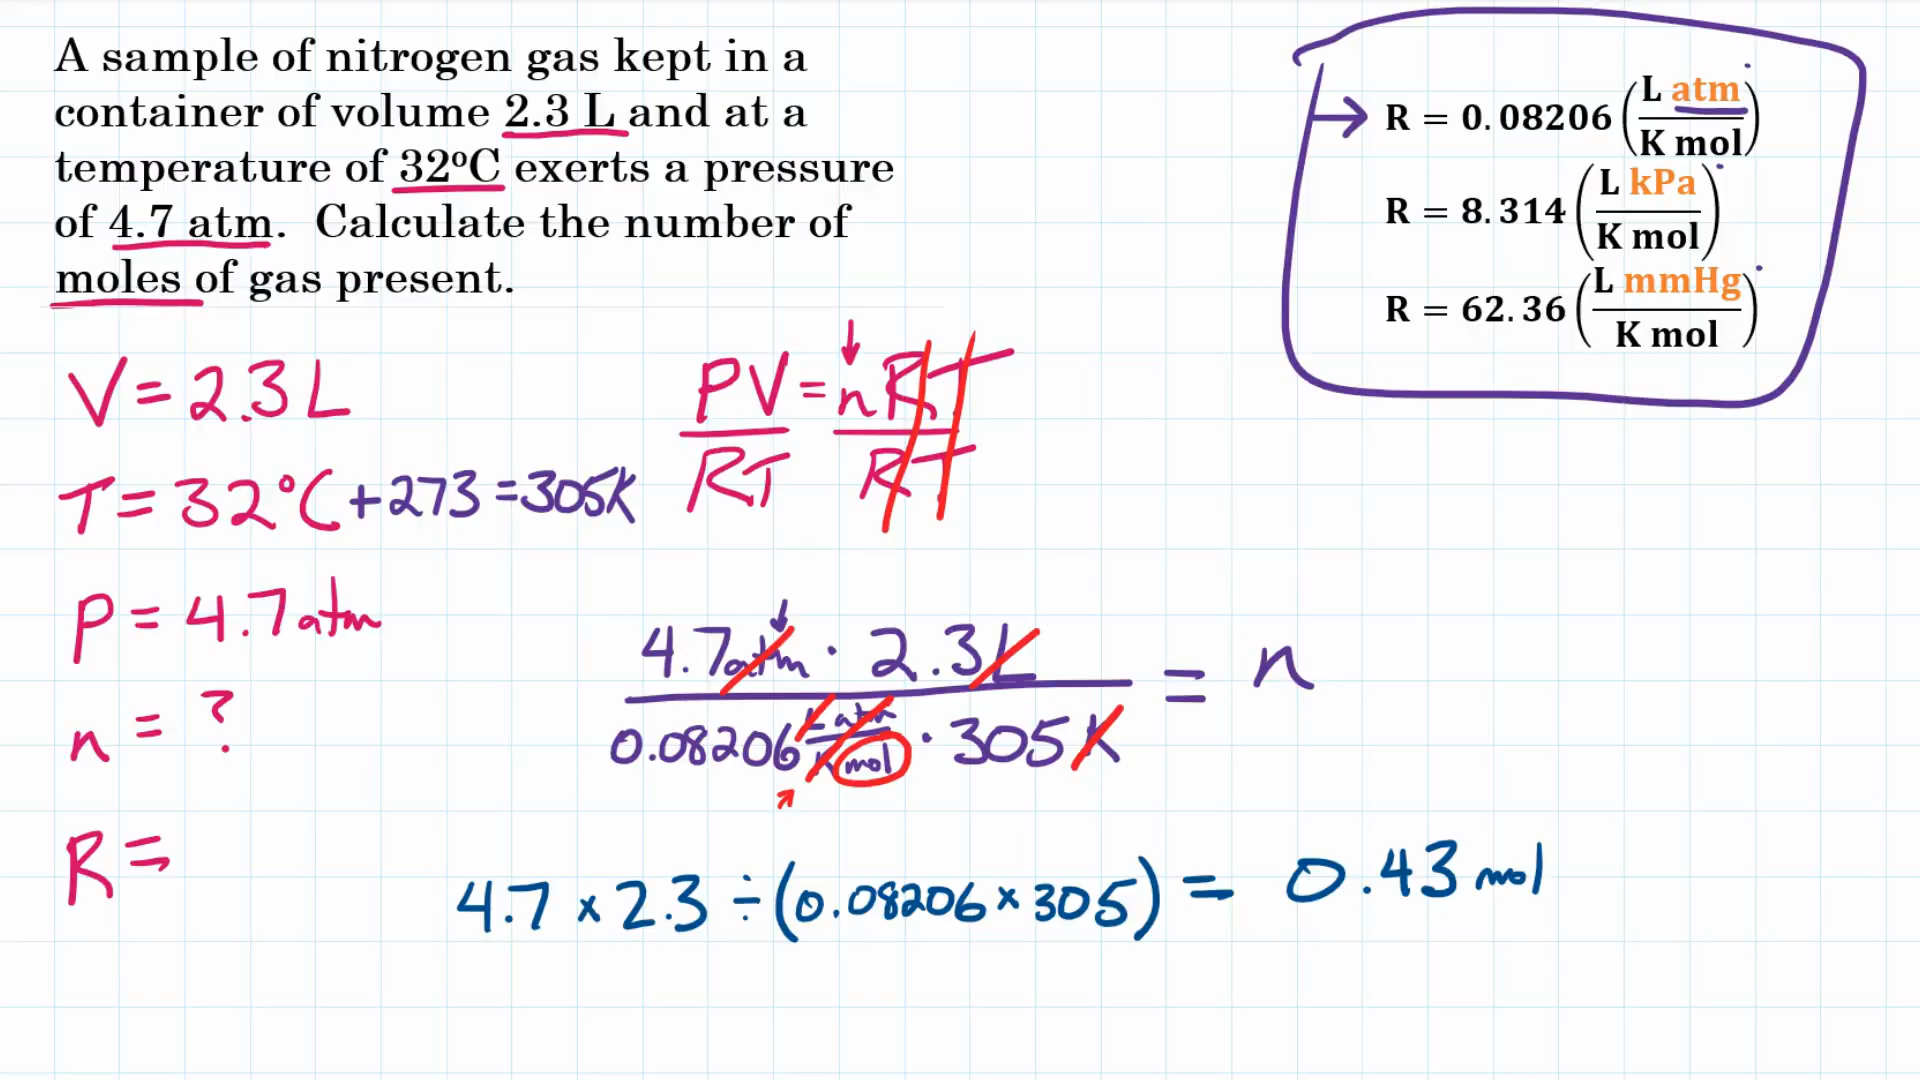 A sample of nitrogen gas kept in a
container of volume 2.3 L and at a
temperature of 32°C exerts a pressure
of 4.7 atm.  Calculate the number of
moles of gas present.
R = 0.08206 (L atm / K mol)
R = 8.314 (L kPa / K mol)
R = 62.36 (L mmHg / K mol)
V = 2.3 L
T = 32°C + 273 = 305K
P = 4.7 atm
n = ?
R =
PV = nRT
RT RT
4.7 atm · 2.3 L = n
0.08206 L atm / K mol · 305 K
4.7 × 2.3 ÷ (0.08206 × 305) = 0.43 mol